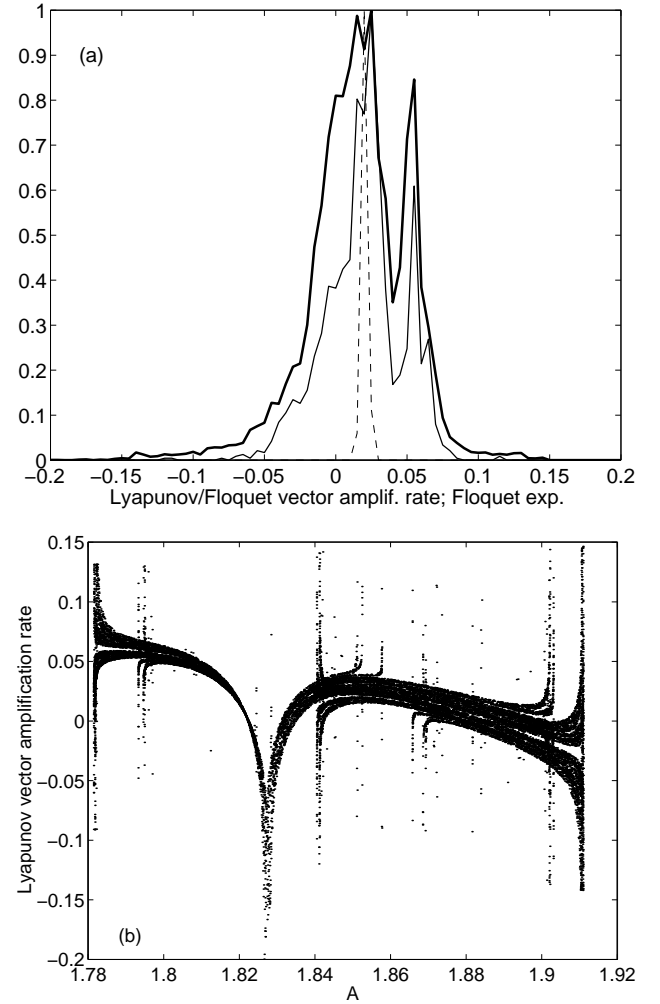 (a)
1
0.9
0.8
0.7
0.6
0.5
0.4
0.3
0.2
0.1
0
−0.2 −0.15 −0.1 −0.05 0 0.05 0.1 0.15 0.2
Lyapunov/Floquet vector amplif. rate; Floquet exp.
Lyapunov vector amplification rate
0.15
0.1
0.05
0
−0.05
−0.1
−0.15
−0.2
(b)
1.78 1.8 1.82 1.84 1.86 1.88 1.9 1.92
A